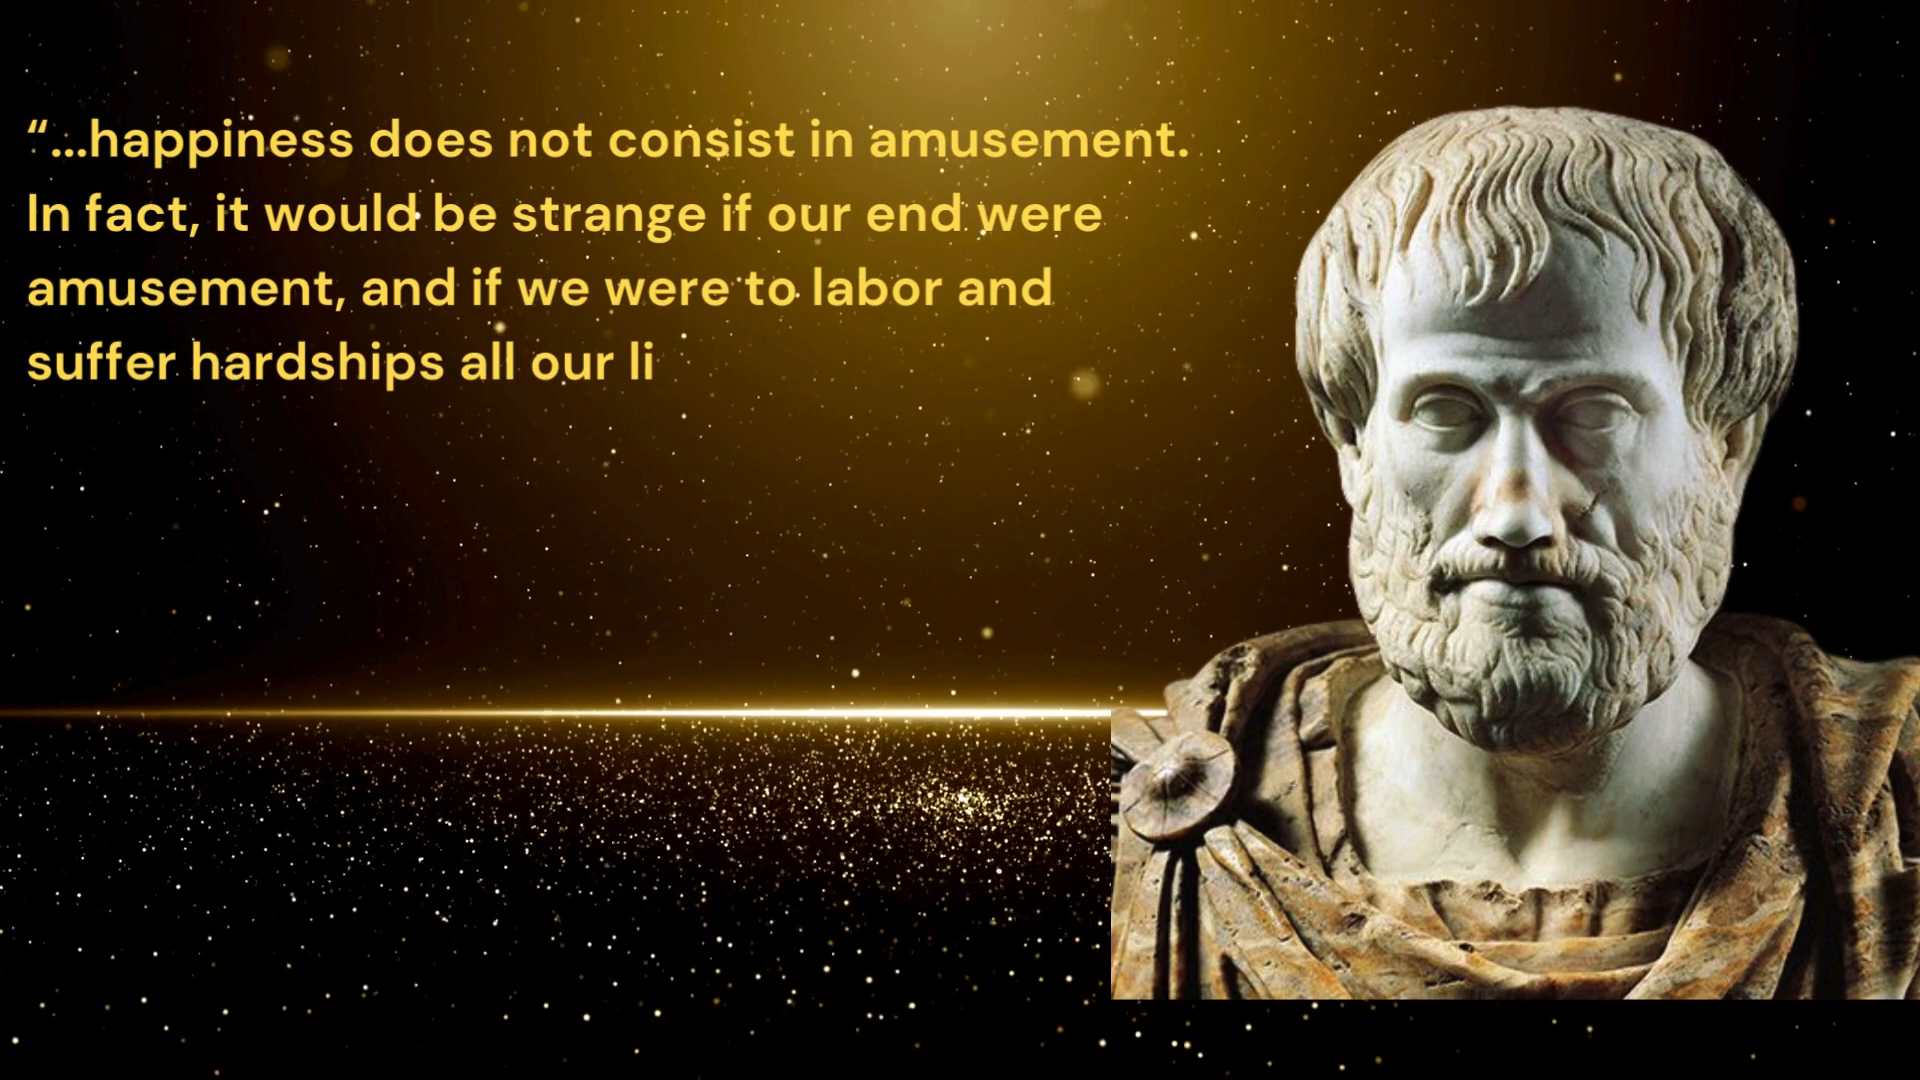 “...happiness does not consist in amusement.
In fact, it would be strange if our end were
amusement, and if we were to labor and
suffer hardships all our li